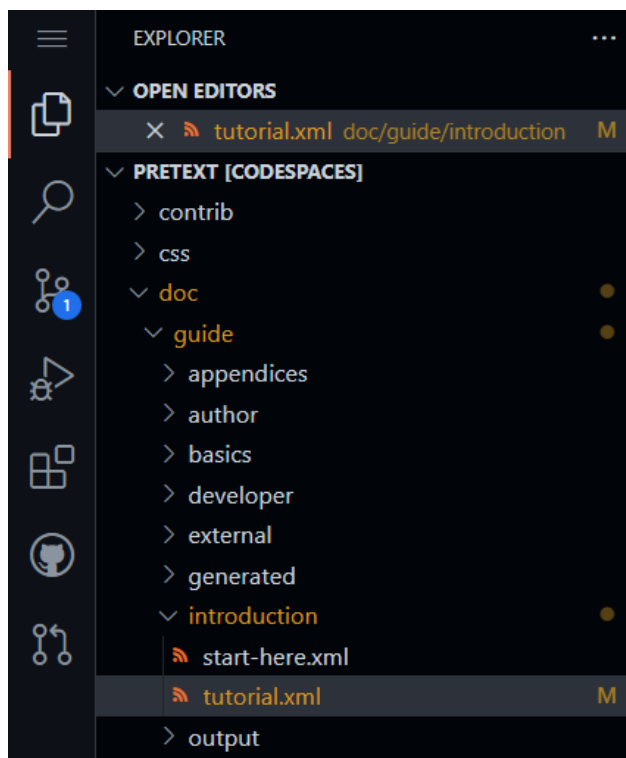 EXPLORER ...
OPEN EDITORS
tutorial.xml doc/guide/introduction M
PRETEXT [CODESPACES]
contrib
css
doc
1
guide
appendices
author
basics
developer
external
generated
introduction
start-here.xml
tutorial.xml M
output